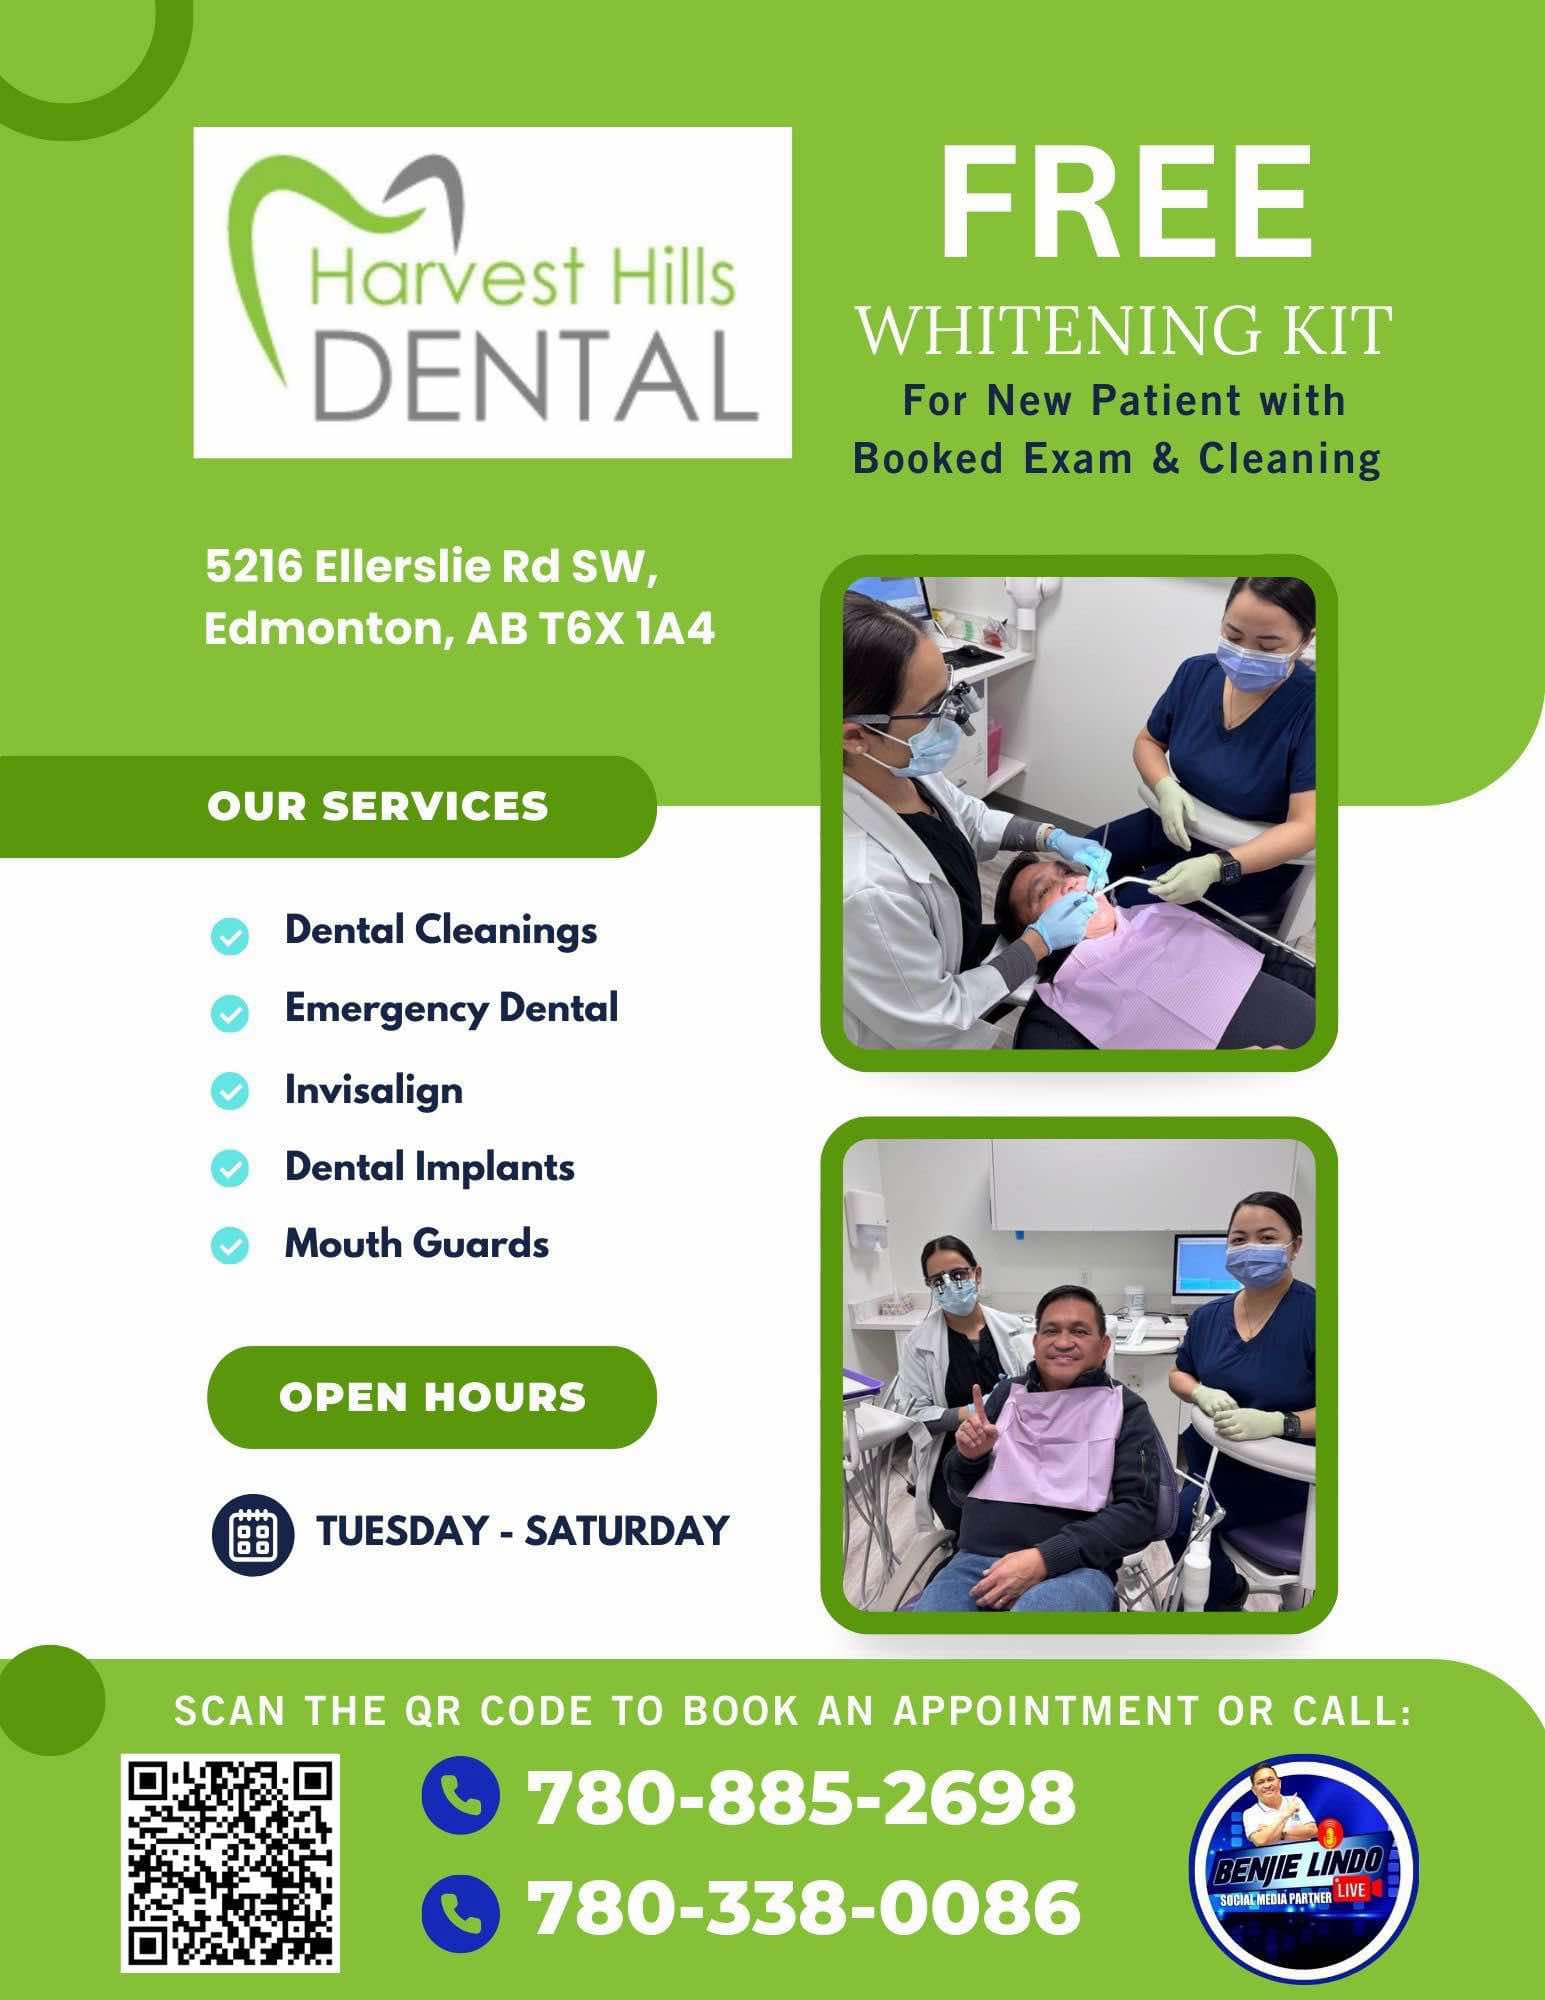 Harvest Hills
DENTAL
FREE
WHITENING KIT
For New Patient with
Booked Exam & Cleaning
5216 Ellerslie Rd SW,
Edmonton, AB T6X 1A4
OUR SERVICES
Dental Cleanings
Emergency Dental
Invisalign
Dental Implants
Mouth Guards
OPEN HOURS
TUESDAY - SATURDAY
SCAN THE QR CODE TO BOOK AN APPOINTMENT OR CALL:
780-885-2698
780-338-0086
BENJIE LINDO
SOCIAL MEDIA PARTNER LIVE